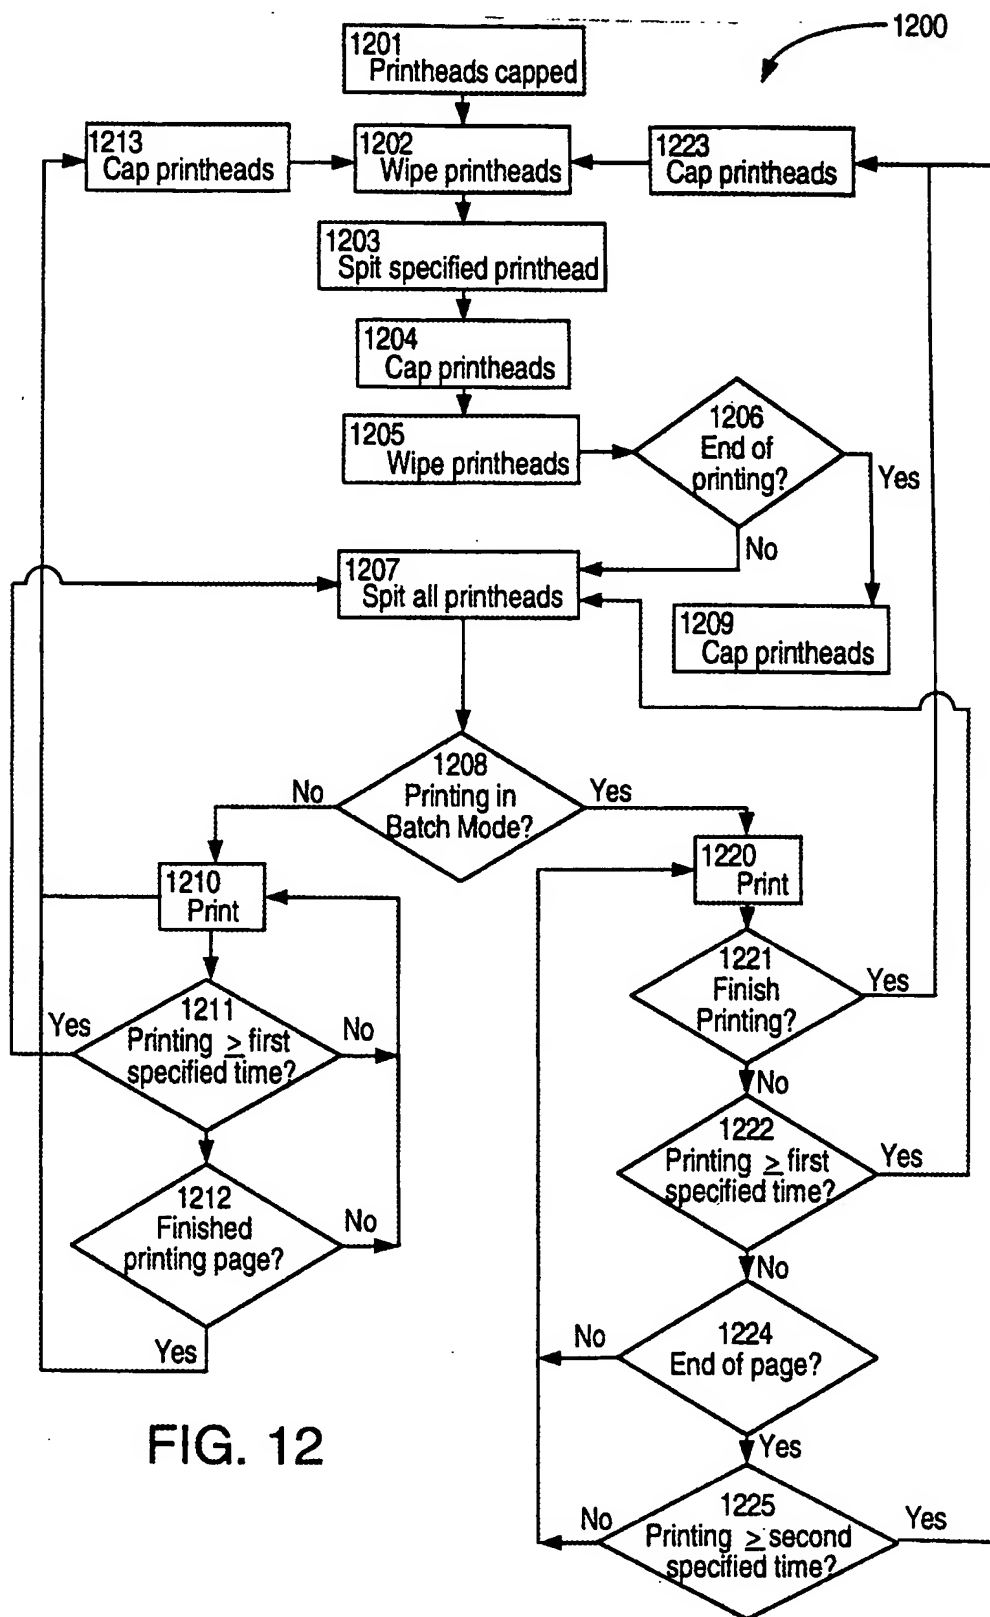 1200
1201
Printheads capped
1213
Cap printheads
1202
Wipe printheads
1223
Cap printheads
1203
Spit specified printhead
1204
Cap printheads
1205
Wipe printheads
1206
End of
printing?
Yes
No
1207
Spit all printheads
1209
Cap printheads
1208
Printing in
Batch Mode?
No
Yes
1210
Print
1220
Print
1211
Printing ≥ first
specified time?
Yes
No
1221
Finish
Printing?
Yes
No
1212
Finished
printing page?
No
Yes
1222
Printing ≥ first
specified time?
Yes
No
1224
End of page?
No
Yes
1225
Printing ≥ second
specified time?
No
Yes
FIG. 12